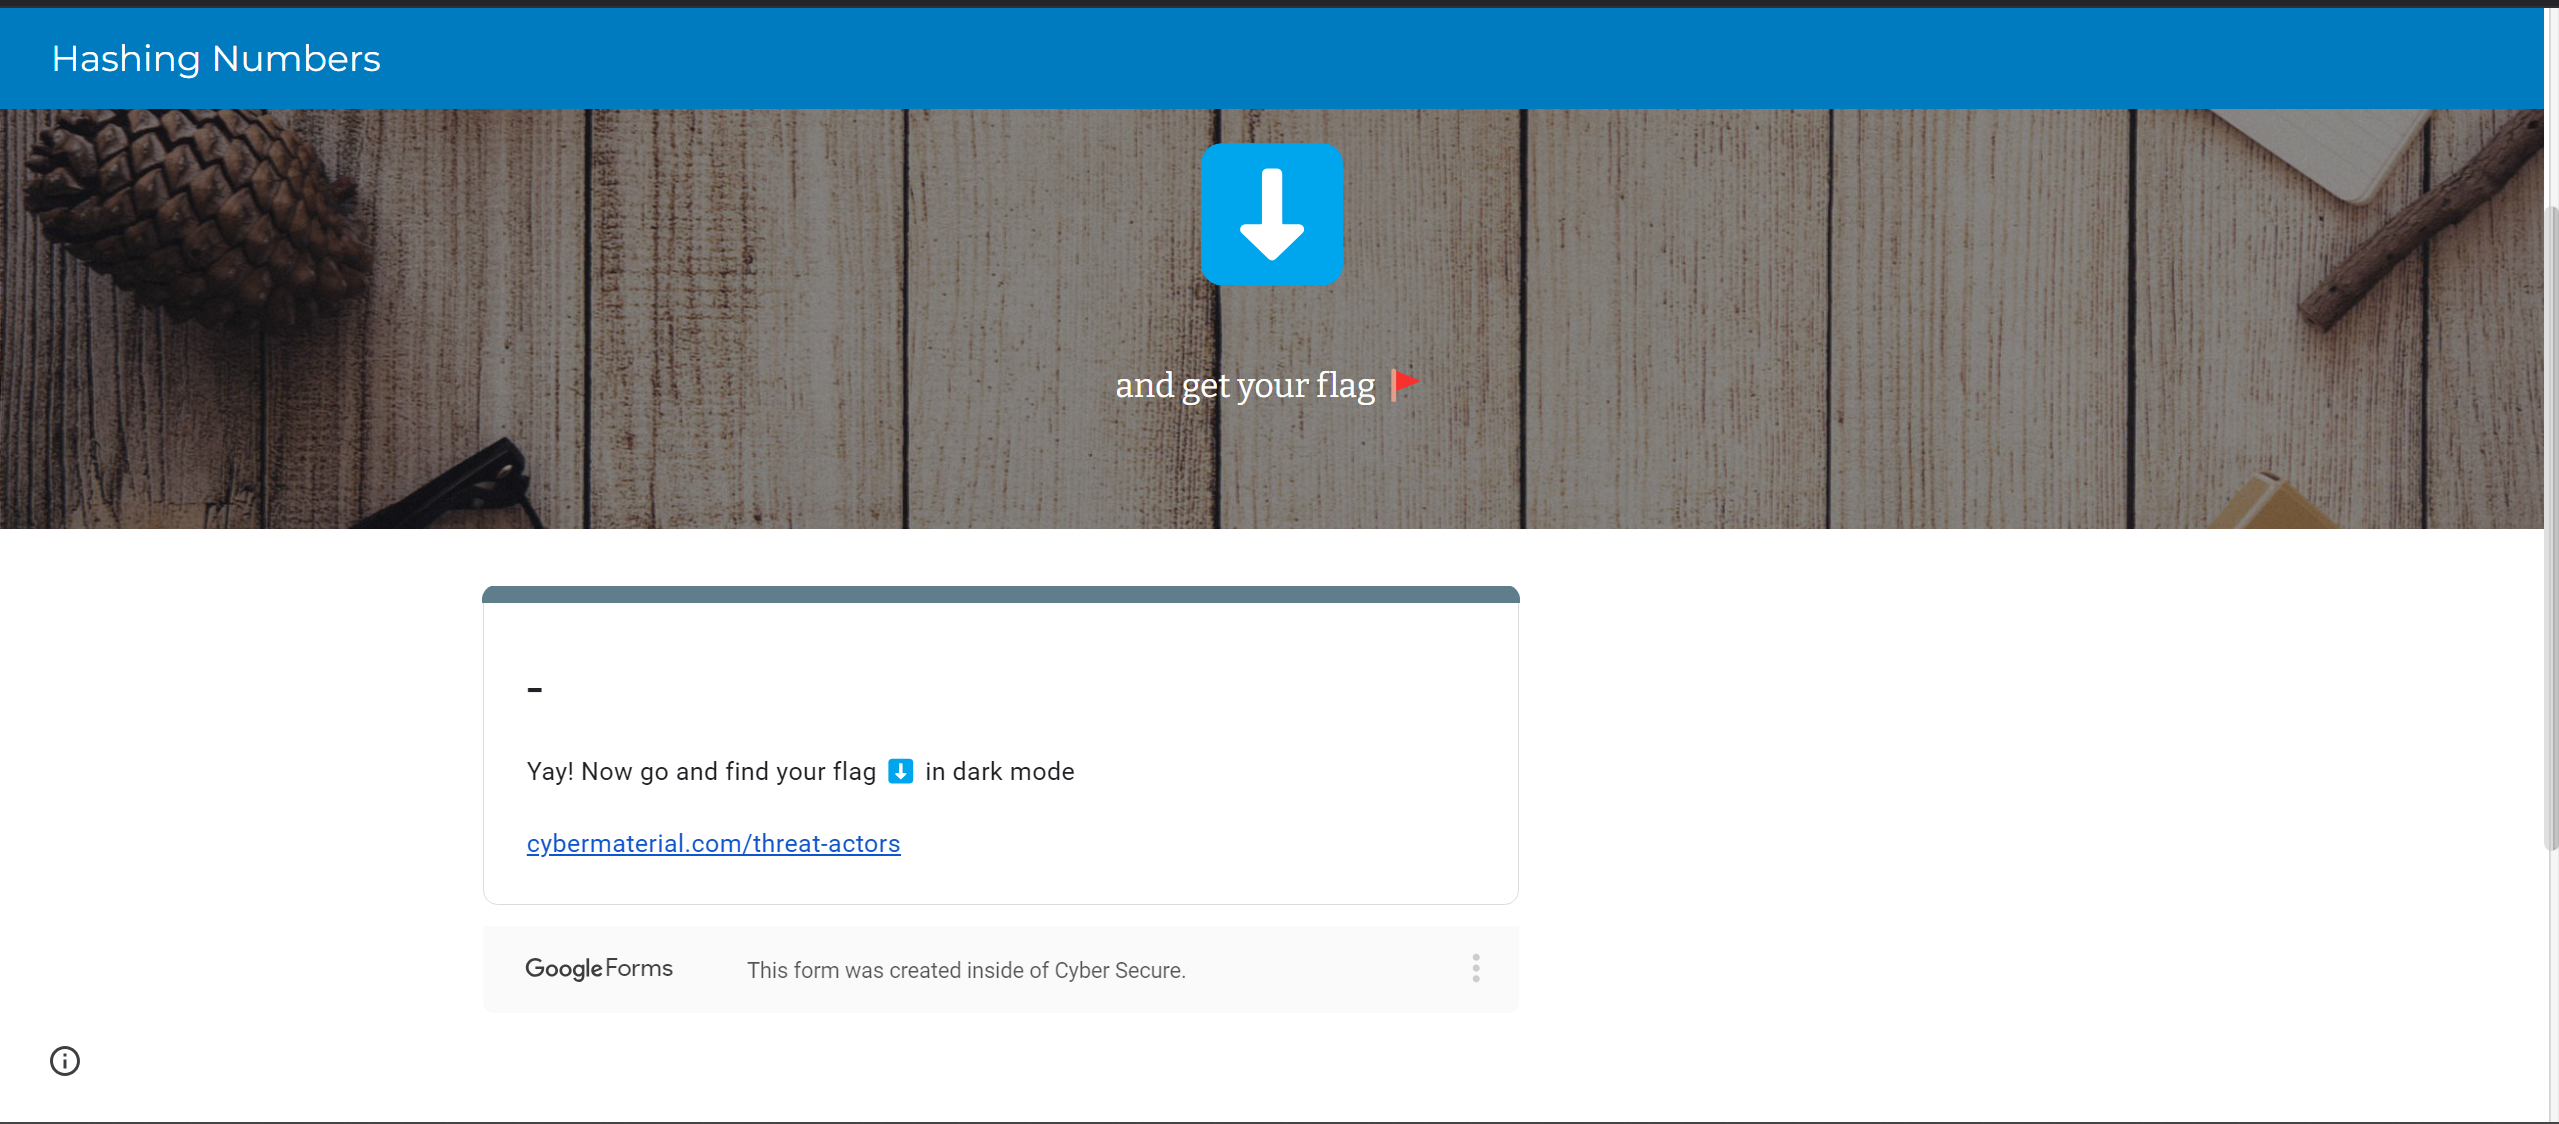 Hashing Numbers
and get your flag 🚩
-
Yay! Now go and find your flag ⬇️ in dark mode
cybermaterial.com/threat-actors
Google Forms This form was created inside of Cyber Secure.